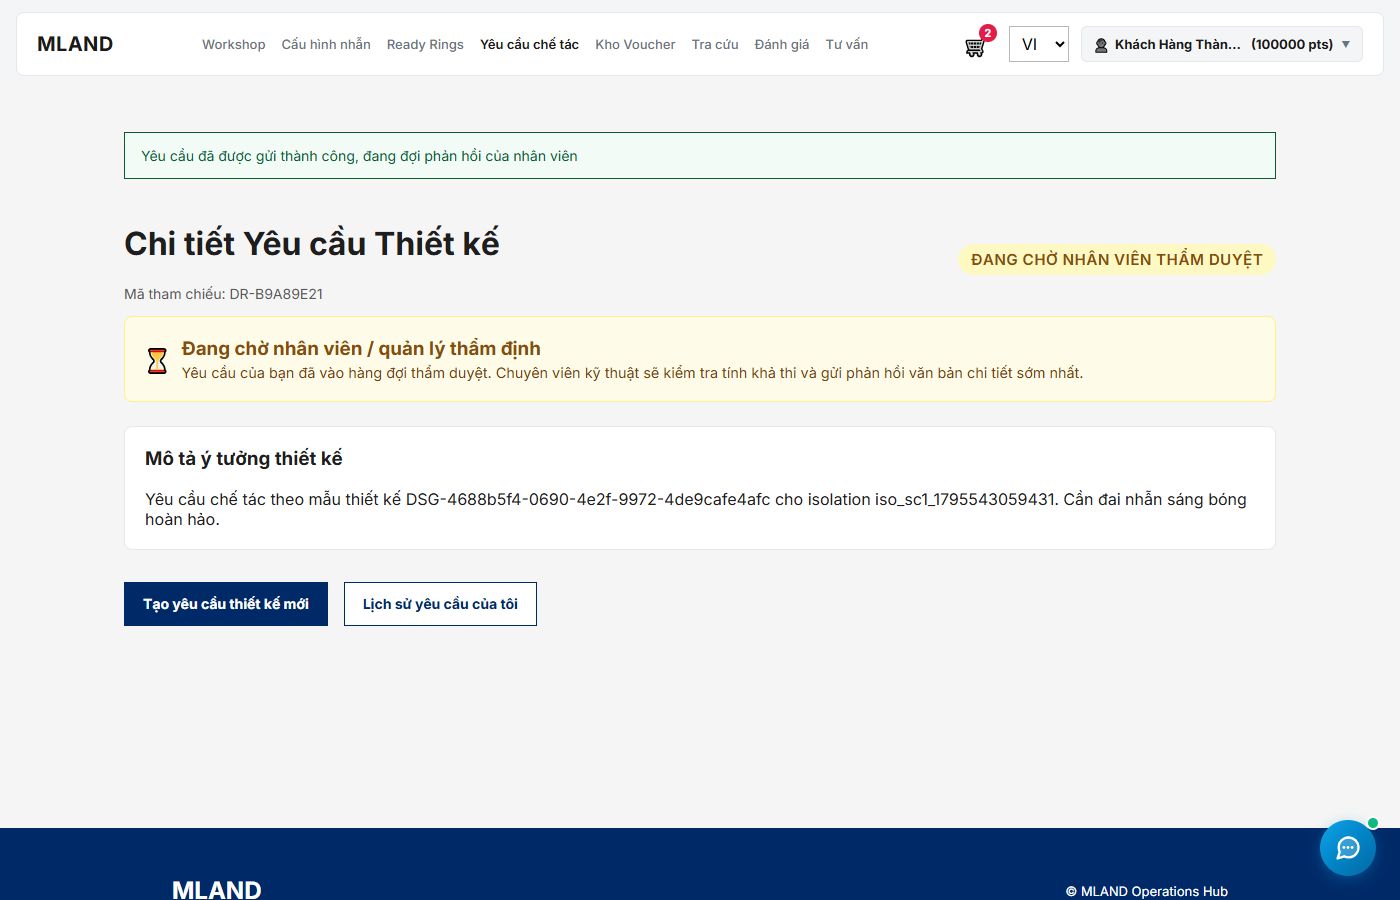 MLAND
Workshop
Cấu hình nhẫn
Ready Rings
Yêu cầu chế tác
Kho Voucher
Tra cứu
Đánh giá
Tư vấn
2
VI
Khách Hàng Thàn... (100000 pts)
Yêu cầu đã được gửi thành công, đang đợi phản hồi của nhân viên
Chi tiết Yêu cầu Thiết kế
ĐANG CHỜ NHÂN VIÊN THẨM DUYỆT
Mã tham chiếu: DR-B9A89E21
Đang chờ nhân viên / quản lý thẩm định
Yêu cầu của bạn đã vào hàng đợi thẩm duyệt. Chuyên viên kỹ thuật sẽ kiểm tra tính khả thi và gửi phản hồi văn bản chi tiết sớm nhất.
Mô tả ý tưởng thiết kế
Yêu cầu chế tác theo mẫu thiết kế DSG-4688b5f4-0690-4e2f-9972-4de9cafe4afc cho isolation iso_sc1_1795543059431. Cần đai nhẫn sáng bóng
hoàn hảo.
Tạo yêu cầu thiết kế mới
Lịch sử yêu cầu của tôi
MLAND
© MLAND Operations Hub